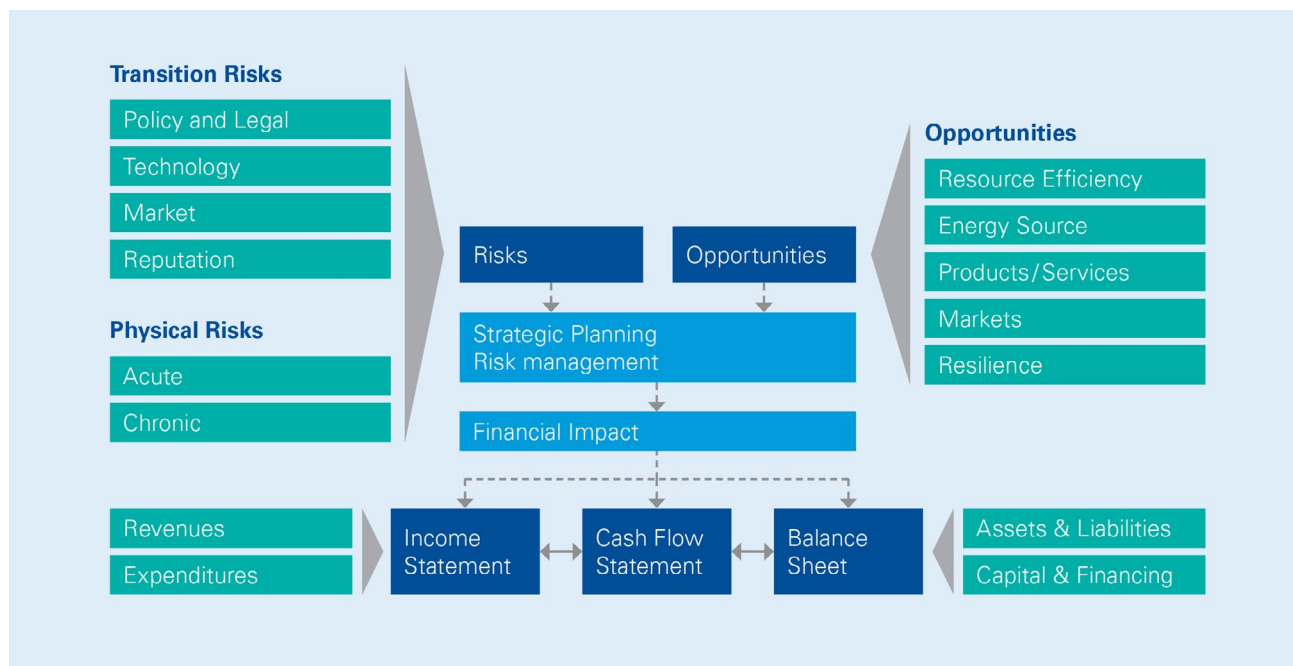 Transition Risks
Policy and Legal
Technology
Market
Reputation
Physical Risks
Acute
Chronic
Risks
Opportunities
Strategic Planning
Risk management
Financial Impact
Opportunities
Resource Efficiency
Energy Source
Products/Services
Markets
Resilience
Revenues
Expenditures
Income
Statement
Cash Flow
Statement
Balance
Sheet
Assets & Liabilities
Capital & Financing